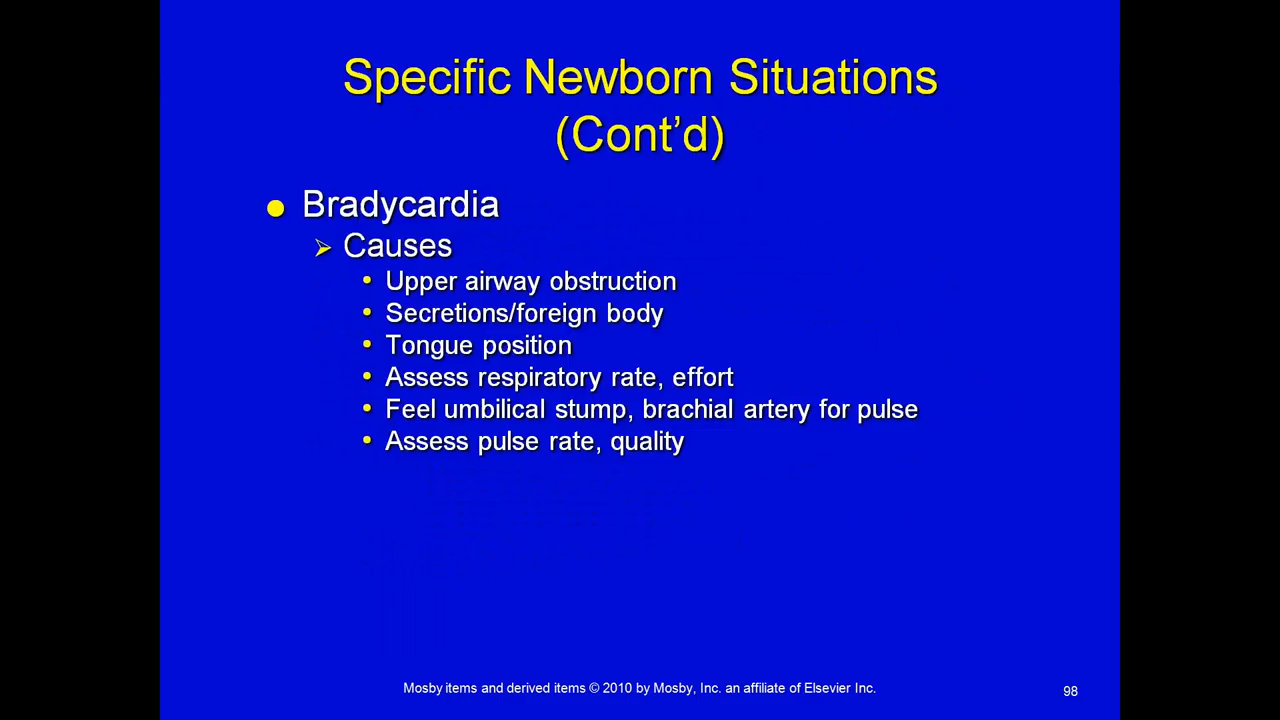 Specific Newborn Situations
(Cont’d)
Bradycardia
Causes
Upper airway obstruction
Secretions/foreign body
Tongue position
Assess respiratory rate, effort
Feel umbilical stump, brachial artery for pulse
Assess pulse rate, quality
Mosby items and derived items © 2010 by Mosby, Inc. an affiliate of Elsevier Inc.
98